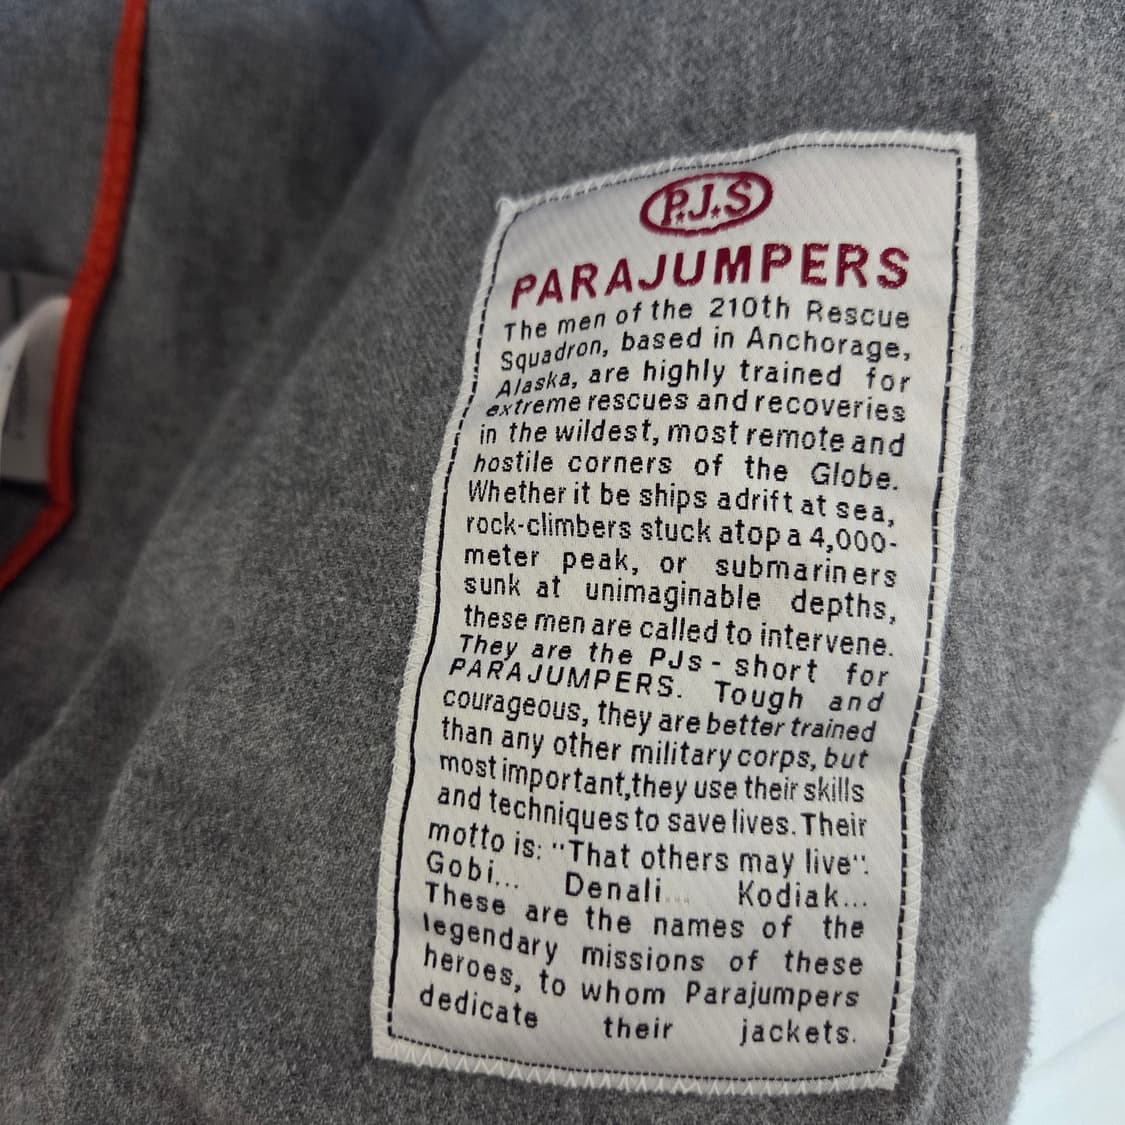 P.J.S
PARAJUMPERS
The men of the 210th Rescue
Squadron, based in Anchorage,
Alaska, are highly trained for
extreme rescues and recoveries
in the wildest, most remote and
hostile corners of the Globe.
Whether it be ships adrift at sea,
rock-climbers stuck atop a 4,000-
meter peak, or submariners
sunk at unimaginable depths,
these men are called to intervene.
They are the PJs - short for
PARAJUMPERS. Tough and
courageous, they are better trained
than any other military corps, but
most important,they use their skills
and techniques to save lives. Their
motto is: "That others may live":
Gobi... Denali... Kodiak...
These are the names of the
legendary missions of these
heroes, to whom Parajumpers
dedicate their jackets.